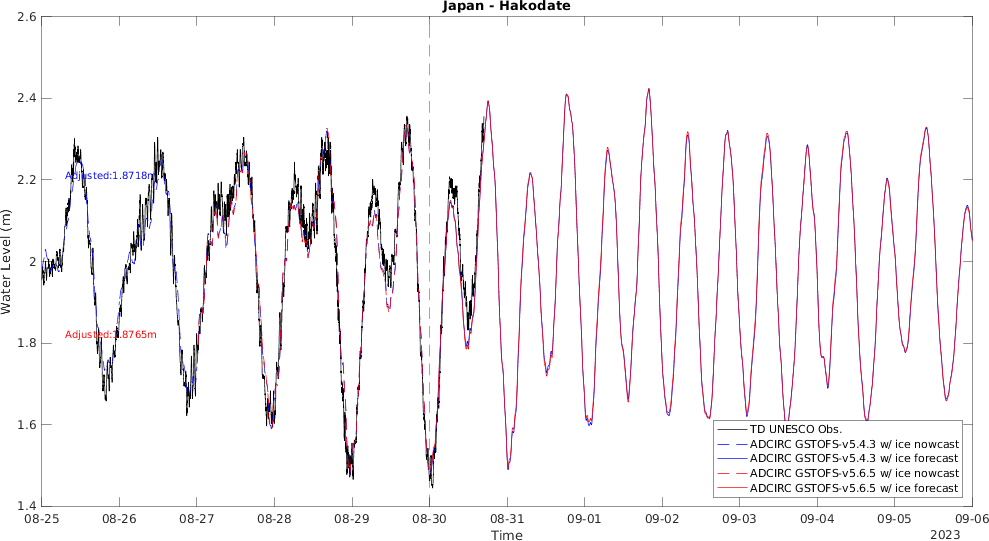 Japan - Hakodate
2.6
2.4
2.2
2
1.8
1.6
1.4
Water Level (m)
Adjusted:1.8718m
Adjusted:1.8765m
TD UNESCO Obs.
ADCIRC GSTOFS-v5.4.3 w/ ice nowcast
ADCIRC GSTOFS-v5.4.3 w/ ice forecast
ADCIRC GSTOFS-v5.6.5 w/ ice nowcast
ADCIRC GSTOFS-v5.6.5 w/ ice forecast
08-25 08-26 08-27 08-28 08-29 08-30 08-31 09-01 09-02 09-03 09-04 09-05 09-06
Time
2023